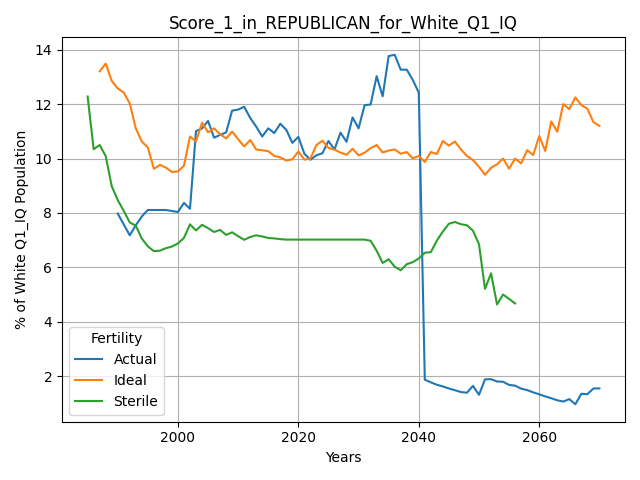 Score_1_in_REPUBLICAN_for_White_Q1_IQ
14
12
10
8
6
4
2
% of White Q1_IQ Population
Fertility
Actual
Ideal
Sterile
2000
2020
2040
2060
Years